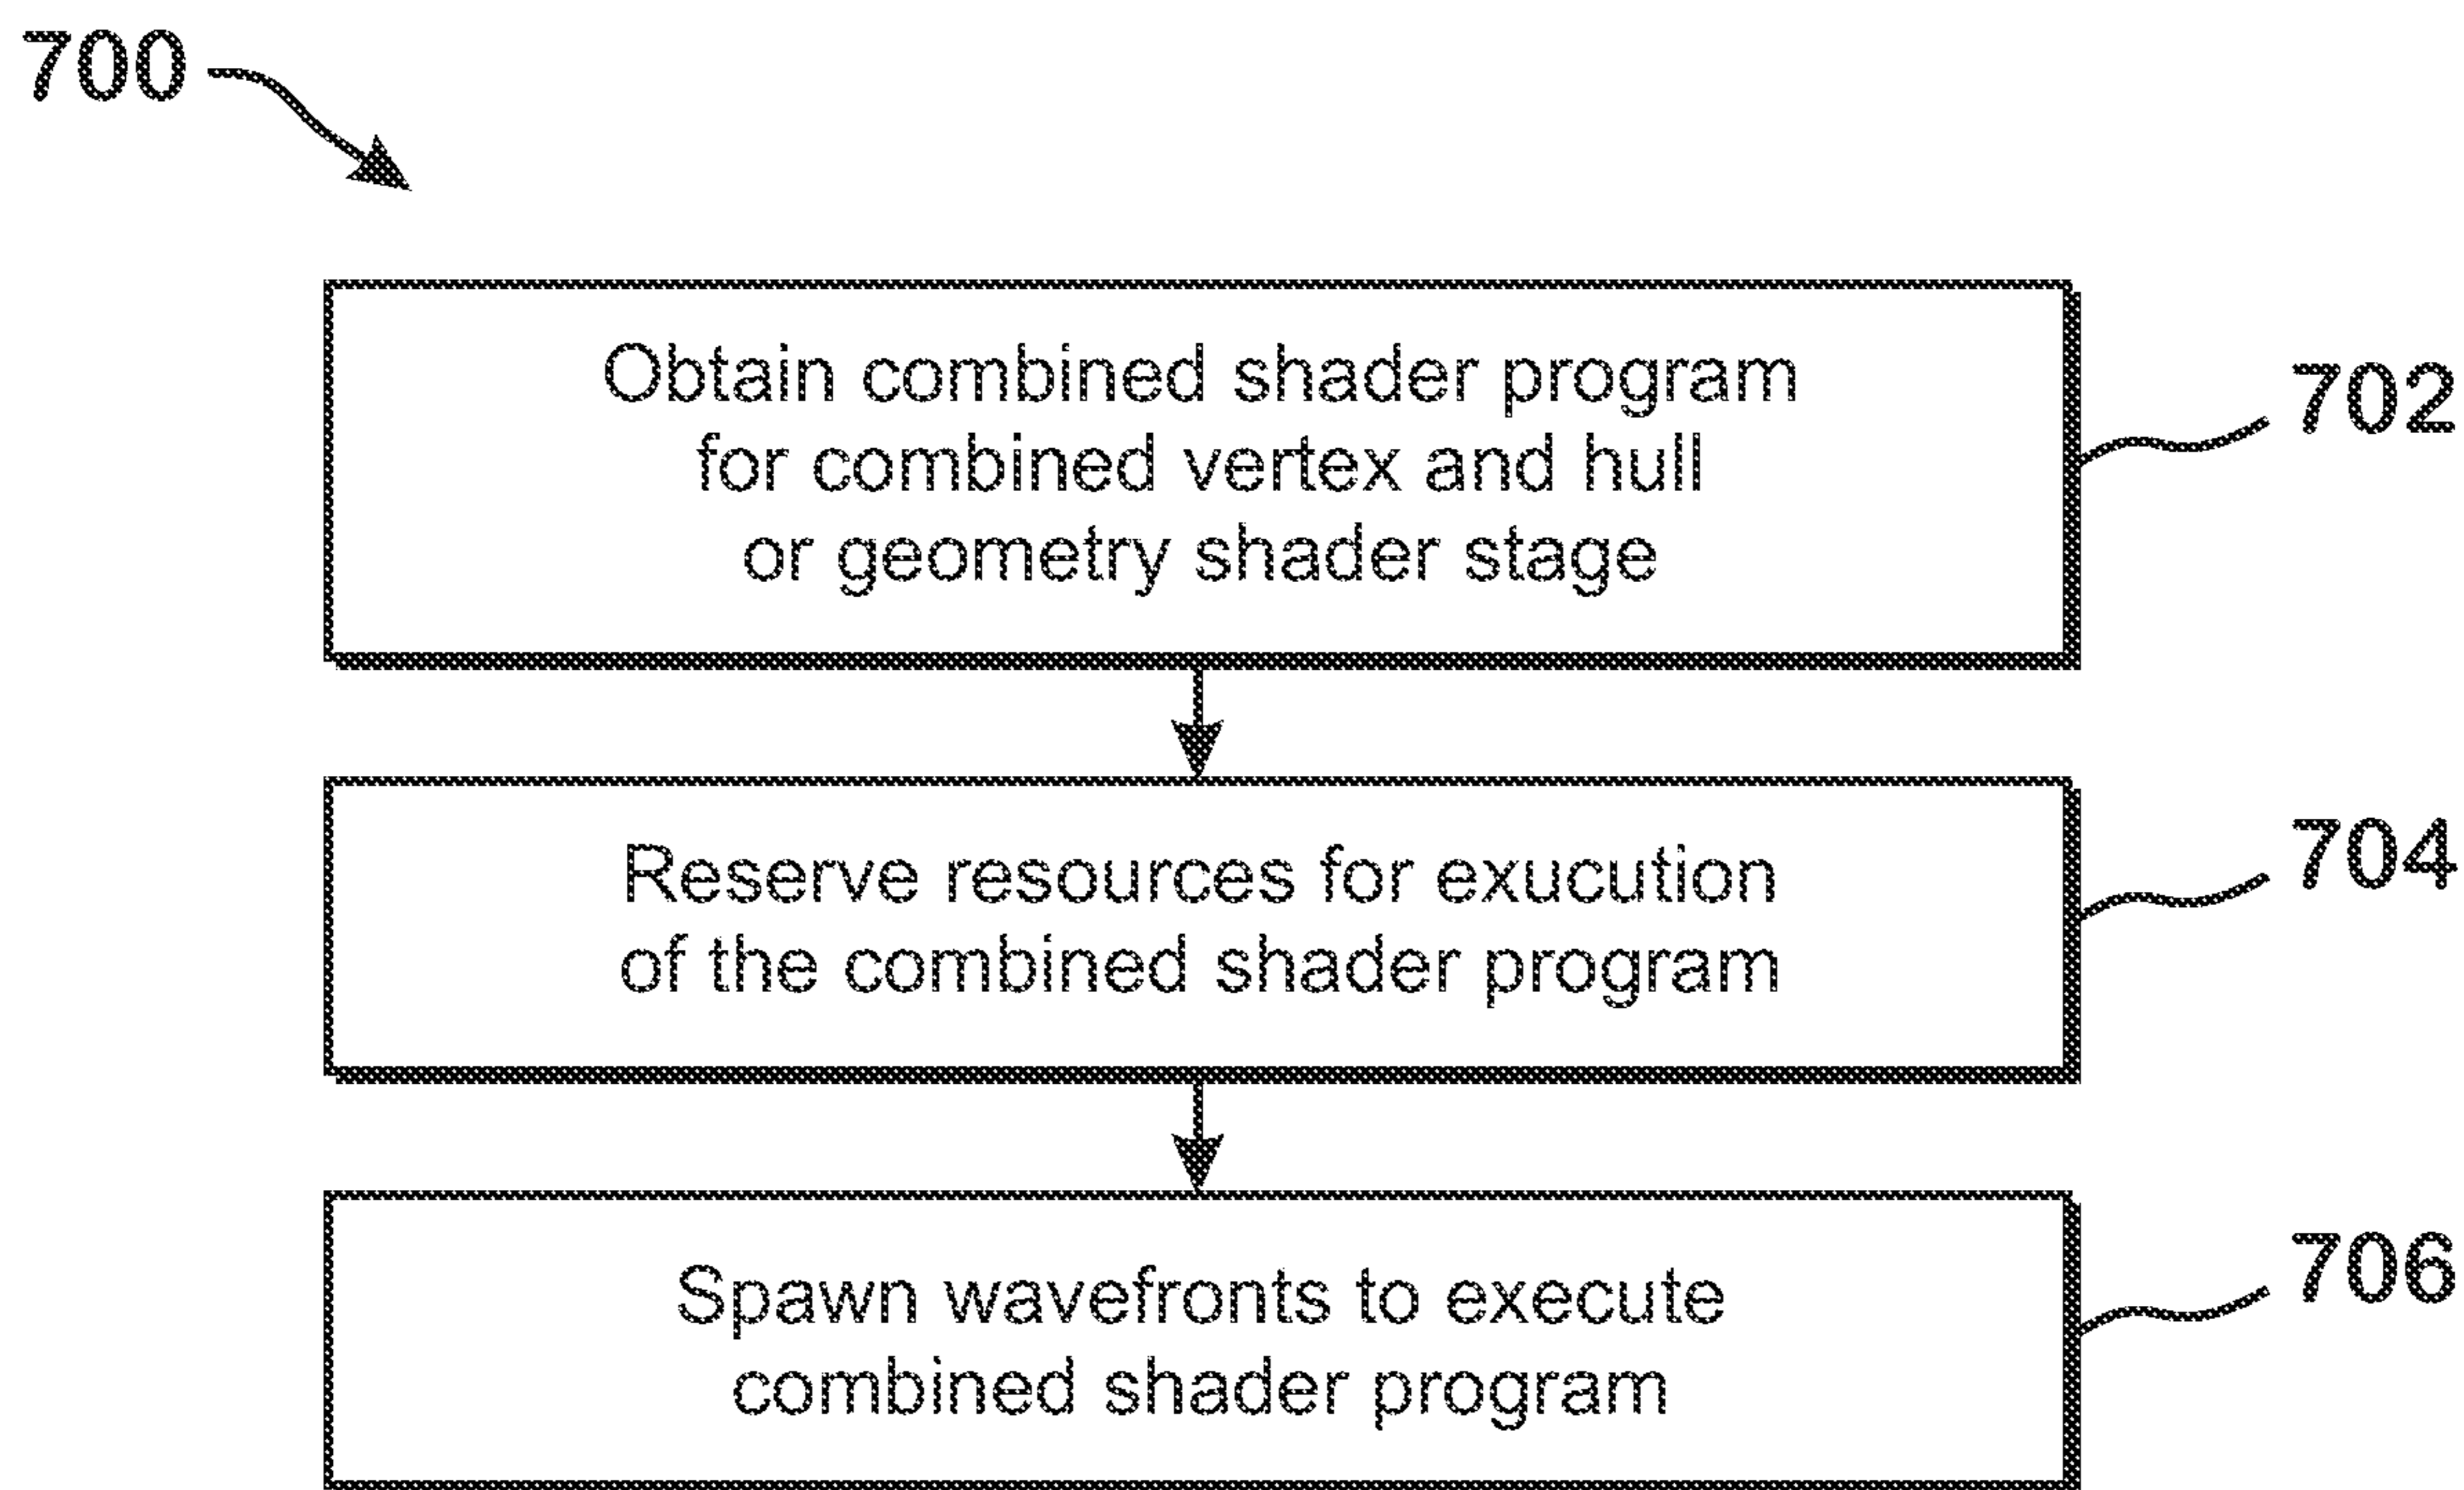 700
Obtain combined shader program
for combined vertex and hull
or geometry shader stage
702
Reserve resources for exucution
of the combined shader program
704
Spawn wavefronts to execute
combined shader program
706